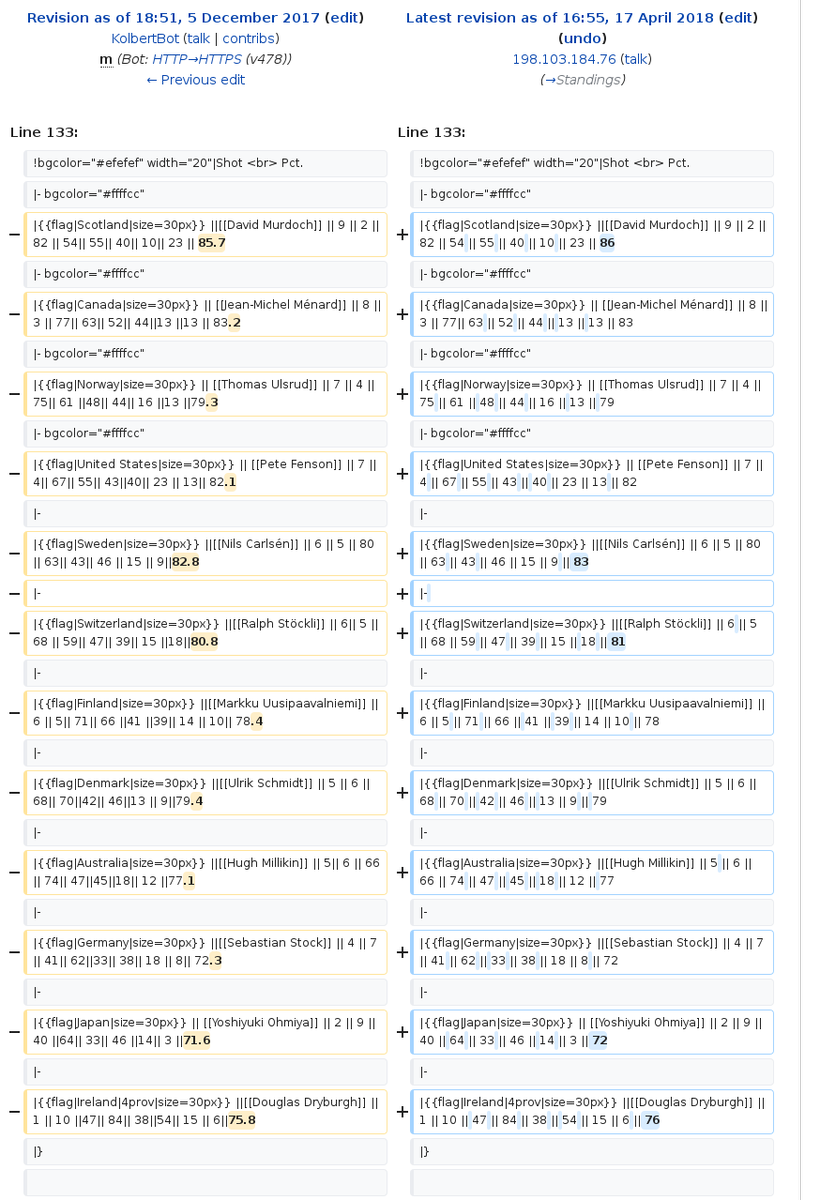 Revision as of 18:51, 5 December 2017 (edit)
KolbertBot (talk | contribs)
m (Bot: HTTP→HTTPS (v478))
← Previous edit
Latest revision as of 16:55, 17 April 2018 (edit)
(undo)
198.103.184.76 (talk)
(→Standings)
Line 133:
Line 133:
!bgcolor="#efefef" width="20"|Shot <br> Pct.
!bgcolor="#efefef" width="20"|Shot <br> Pct.
|- bgcolor="#ffffcc"
|- bgcolor="#ffffcc"
− |{{flag|Scotland|size=30px}} ||[[David Murdoch]] || 9 || 2 ||
82 || 54|| 55|| 40|| 10|| 23 || 85.7
+ |{{flag|Scotland|size=30px}} ||[[David Murdoch]] || 9 || 2 ||
82 || 54 || 55 || 40 || 10 || 23 || 86
|- bgcolor="#ffffcc"
|- bgcolor="#ffffcc"
− |{{flag|Canada|size=30px}} || [[Jean-Michel Ménard]] || 8 ||
3 || 77|| 63|| 52|| 44||13 ||13 || 83.2
+ |{{flag|Canada|size=30px}} || [[Jean-Michel Ménard]] || 8 ||
3 || 77|| 63 || 52 || 44 || 13 || 13 || 83
|- bgcolor="#ffffcc"
|- bgcolor="#ffffcc"
− |{{flag|Norway|size=30px}} || [[Thomas Ulsrud]] || 7 || 4 ||
75|| 61 ||48|| 44|| 16 ||13 ||79.3
+ |{{flag|Norway|size=30px}} || [[Thomas Ulsrud]] || 7 || 4 ||
75 || 61 || 48 || 44 || 16 || 13 || 79
|- bgcolor="#ffffcc"
|- bgcolor="#ffffcc"
− |{{flag|United States|size=30px}} || [[Pete Fenson]] || 7 ||
4|| 67|| 55|| 43||40|| 23 || 13|| 82.1
+ |{{flag|United States|size=30px}} || [[Pete Fenson]] || 7 ||
4 || 67 || 55 || 43 || 40 || 23 || 13 || 82
|-
|-
− |{{flag|Sweden|size=30px}} ||[[Nils Carlsén]] || 6 || 5 || 80
|| 63|| 43|| 46 || 15 || 9||82.8
+ |{{flag|Sweden|size=30px}} ||[[Nils Carlsén]] || 6 || 5 || 80
|| 63 || 43 || 46 || 15 || 9 || 83
− |-
+ |-
− |{{flag|Switzerland|size=30px}} ||[[Ralph Stöckli]] || 6|| 5 ||
68 || 59|| 47|| 39|| 15 ||18||80.8
+ |{{flag|Switzerland|size=30px}} ||[[Ralph Stöckli]] || 6 || 5
|| 68 || 59 || 47 || 39 || 15 || 18 || 81
|-
|-
− |{{flag|Finland|size=30px}} ||[[Markku Uusipaavalniemi]] ||
6 || 5|| 71|| 66 ||41 ||39|| 14 || 10|| 78.4
+ |{{flag|Finland|size=30px}} ||[[Markku Uusipaavalniemi]] ||
6 || 5 || 71 || 66 || 41 || 39 || 14 || 10 || 78
|-
|-
− |{{flag|Denmark|size=30px}} ||[[Ulrik Schmidt]] || 5 || 6 ||
68|| 70||42|| 46||13 || 9||79.4
+ |{{flag|Denmark|size=30px}} ||[[Ulrik Schmidt]] || 5 || 6 ||
68 || 70 || 42 || 46 || 13 || 9 || 79
|-
|-
− |{{flag|Australia|size=30px}} ||[[Hugh Millikin]] || 5|| 6 || 66
|| 74|| 47||45||18|| 12 ||77.1
+ |{{flag|Australia|size=30px}} ||[[Hugh Millikin]] || 5 || 6 ||
66 || 74 || 47 || 45 || 18 || 12 || 77
|-
|-
− |{{flag|Germany|size=30px}} ||[[Sebastian Stock]] || 4 || 7
|| 41|| 62||33|| 38|| 18 || 8|| 72.3
+ |{{flag|Germany|size=30px}} ||[[Sebastian Stock]] || 4 || 7
|| 41 || 62 || 33 || 38 || 18 || 8 || 72
|-
|-
− |{{flag|Japan|size=30px}} || [[Yoshiyuki Ohmiya]] || 2 || 9 ||
40 ||64|| 33|| 46 ||14|| 3 ||71.6
+ |{{flag|Japan|size=30px}} || [[Yoshiyuki Ohmiya]] || 2 || 9 ||
40 || 64 || 33 || 46 || 14 || 3 || 72
|-
|-
− |{{flag|Ireland|4prov|size=30px}} ||[[Douglas Dryburgh]] ||
1 || 10 ||47|| 84|| 38||54|| 15 || 6||75.8
+ |{{flag|Ireland|4prov|size=30px}} ||[[Douglas Dryburgh]] ||
1 || 10 || 47 || 84 || 38 || 54 || 15 || 6 || 76
|}
|}